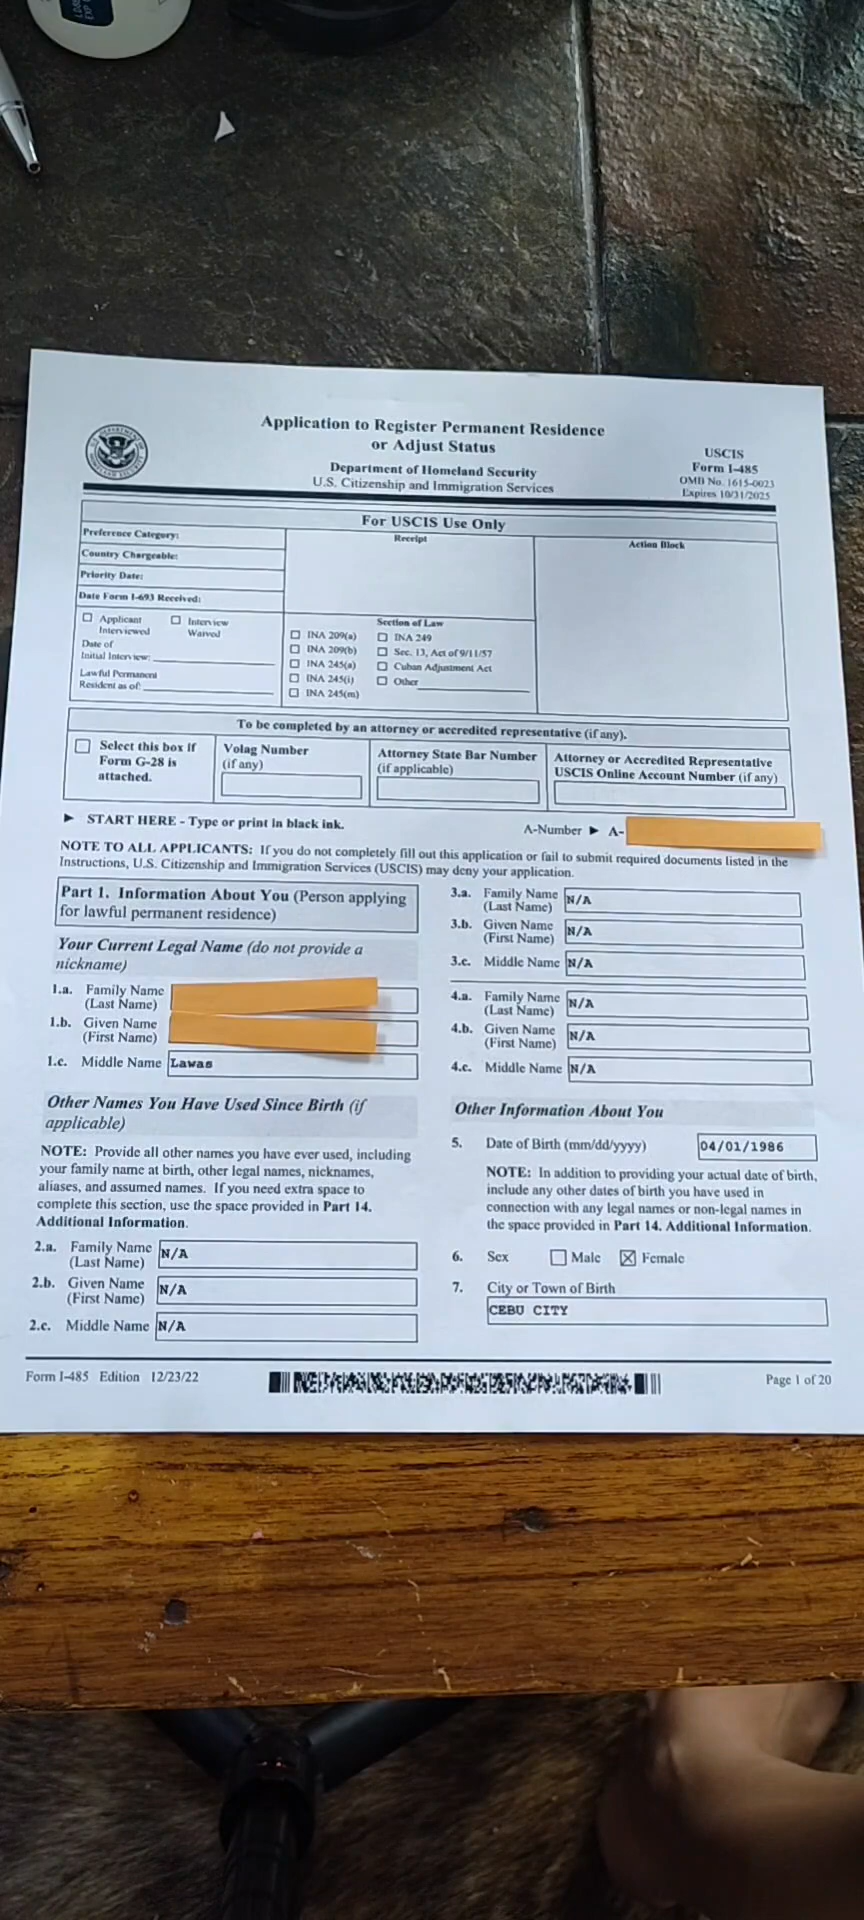 Application to Register Permanent Residence
or Adjust Status
Department of Homeland Security
U.S. Citizenship and Immigration Services
USCIS
Form I-485
OMB No. 1615-0023
Expires 10/31/2025
For USCIS Use Only
Preference Category:
Country Chargeable:
Priority Date:
Date Form I-693 Received:
Applicant Interviewed
Interview Waived
Date of
Initial Interview:
Lawful Permanent
Resident as of:
Receipt
Section of Law
INA 209(a)
INA 209(b)
INA 245(a)
INA 245(i)
INA 245(m)
INA 249
Sec. 13, Act of 9/11/57
Cuban Adjustment Act
Other
Action Block
To be completed by an attorney or accredited representative (if any).
Select this box if
Form G-28 is
attached.
Volag Number
(if any)
Attorney State Bar Number
(if applicable)
Attorney or Accredited Representative
USCIS Online Account Number (if any)
► START HERE - Type or print in black ink.
A-Number ► A-
NOTE TO ALL APPLICANTS: If you do not completely fill out this application or fail to submit required documents listed in the
Instructions, U.S. Citizenship and Immigration Services (USCIS) may deny your application.
Part 1. Information About You (Person applying
for lawful permanent residence)
Your Current Legal Name (do not provide a
nickname)
1.a. Family Name
(Last Name)
1.b. Given Name
(First Name)
1.c. Middle Name Lawas
Other Names You Have Used Since Birth (if
applicable)
NOTE: Provide all other names you have ever used, including
your family name at birth, other legal names, nicknames,
aliases, and assumed names. If you need extra space to
complete this section, use the space provided in Part 14.
Additional Information.
2.a. Family Name
(Last Name) N/A
2.b. Given Name
(First Name) N/A
2.c. Middle Name N/A
3.a. Family Name
(Last Name) N/A
3.b. Given Name
(First Name) N/A
3.c. Middle Name N/A
4.a. Family Name
(Last Name) N/A
4.b. Given Name
(First Name) N/A
4.c. Middle Name N/A
Other Information About You
5. Date of Birth (mm/dd/yyyy) 04/01/1986
NOTE: In addition to providing your actual date of birth,
include any other dates of birth you have used in
connection with any legal names or non-legal names in
the space provided in Part 14. Additional Information.
6. Sex Male Female
7. City or Town of Birth
CEBU CITY
Form I-485 Edition 12/23/22
Page 1 of 20